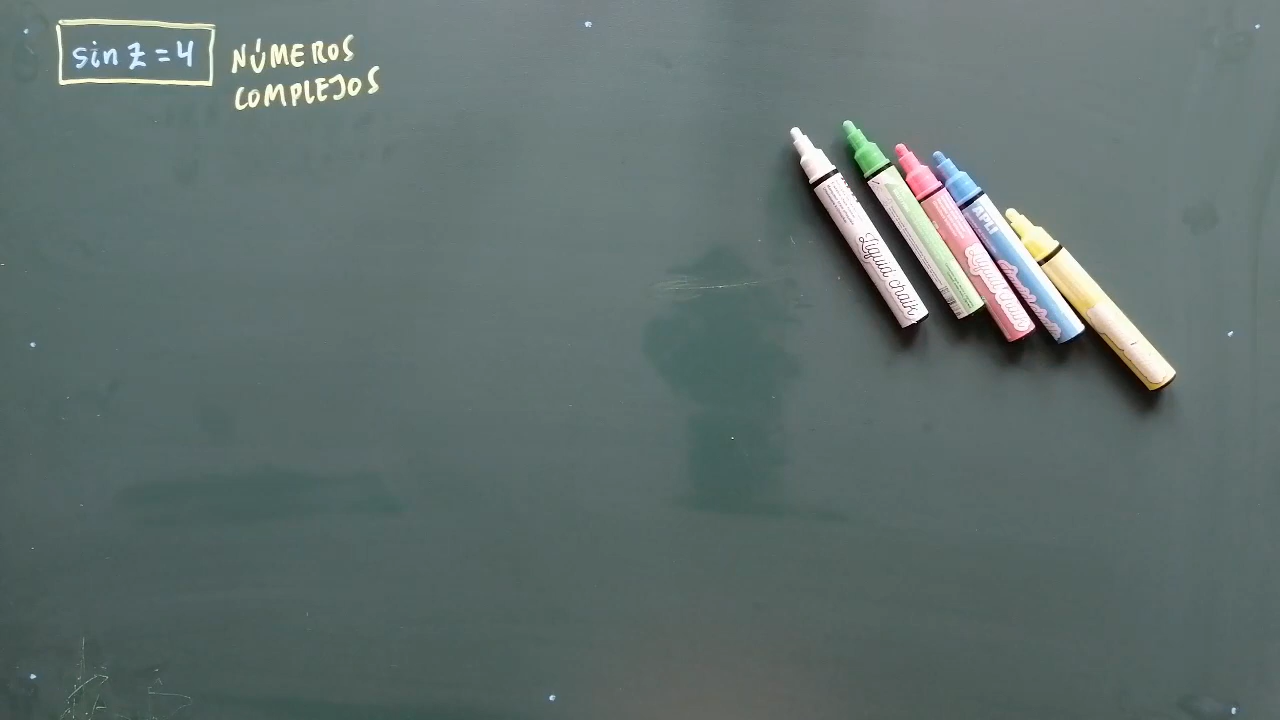 sin z = 4
NÚMEROS
COMPLEJOS
Liquid chalk
APLI